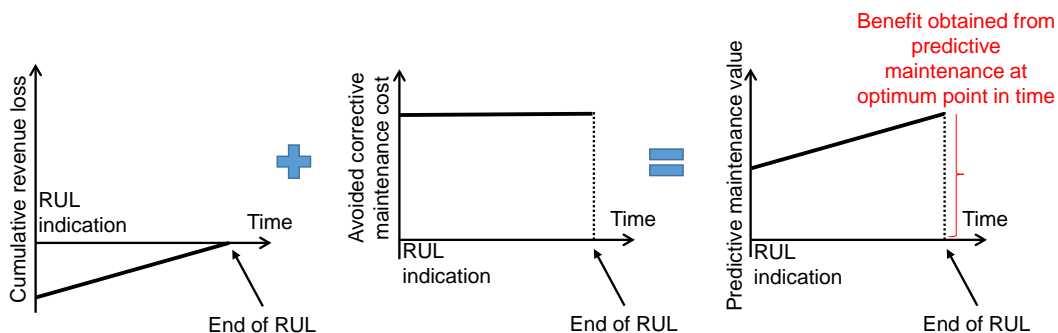 Cumulative revenue loss
RUL
indication
Time
End of RUL
Avoided corrective
maintenance cost
Time
RUL
indication
End of RUL
Benefit obtained from
predictive
maintenance at
optimum point in time
Predictive maintenance value
Time
RUL
indication
End of RUL